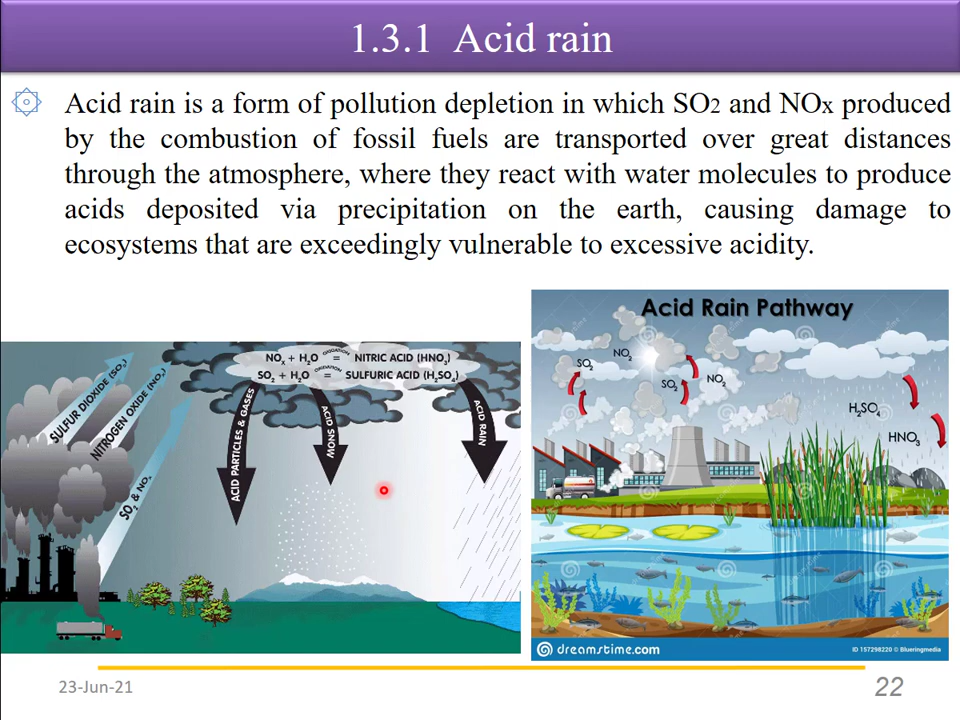 1.3.1 Acid rain
Acid rain is a form of pollution depletion in which SO2 and NOx produced
by the combustion of fossil fuels are transported over great distances
through the atmosphere, where they react with water molecules to produce
acids deposited via precipitation on the earth, causing damage to
ecosystems that are exceedingly vulnerable to excessive acidity.
SULFUR DIOXIDE (SO₂)
NITROGEN OXIDE (NOₓ)
SO₂ & NOₓ
OXIDATION
NOₓ + H₂O = NITRIC ACID (HNO₃)
OXIDATION
SO₂ + H₂O = SULFURIC ACID (H₂SO₄)
ACID PARTICLES & GASES
ACID SNOW
ACID RAIN
Acid Rain Pathway
SO₂
NO₂
SO₂
NO₂
H₂SO₄
HNO₃
dreamstime.com
ID 157298220 © Blueringmedia
23-Jun-21
22